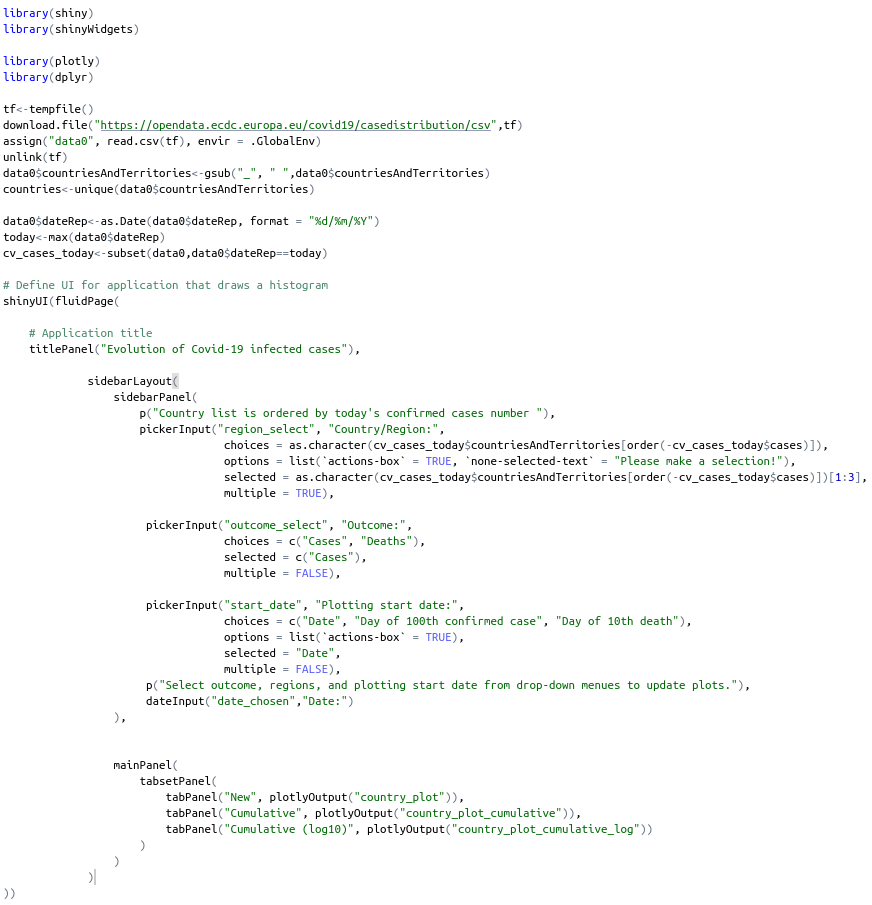 library(shiny)
library(shinyWidgets)

library(plotly)
library(dplyr)

tf<-tempfile()
download.file("https://opendata.ecdc.europa.eu/covid19/casedistribution/csv",tf)
assign("data0", read.csv(tf), envir = .GlobalEnv)
unlink(tf)
data0$countriesAndTerritories<-gsub("_", " ",data0$countriesAndTerritories)
countries<-unique(data0$countriesAndTerritories)

data0$dateRep<-as.Date(data0$dateRep, format = "%d/%m/%Y")
today<-max(data0$dateRep)
cv_cases_today<-subset(data0,data0$dateRep==today)

# Define UI for application that draws a histogram
shinyUI(fluidPage(

    # Application title
    titlePanel("Evolution of Covid-19 infected cases"),

             sidebarLayout(
                 sidebarPanel(
                     p("Country list is ordered by today's confirmed cases number "),
                     pickerInput("region_select", "Country/Region:",
                                  choices = as.character(cv_cases_today$countriesAndTerritories[order(-cv_cases_today$cases)]),
                                  options = list(`actions-box` = TRUE, `none-selected-text` = "Please make a selection!"),
                                  selected = as.character(cv_cases_today$countriesAndTerritories[order(-cv_cases_today$cases)])[1:3],
                                  multiple = TRUE),

                      pickerInput("outcome_select", "Outcome:",
                                  choices = c("Cases", "Deaths"),
                                  selected = c("Cases"),
                                  multiple = FALSE),

                      pickerInput("start_date", "Plotting start date:",
                                  choices = c("Date", "Day of 100th confirmed case", "Day of 10th death"),
                                  options = list(`actions-box` = TRUE),
                                  selected = "Date",
                                  multiple = FALSE),
                      p("Select outcome, regions, and plotting start date from drop-down menues to update plots."),
                      dateInput("date_chosen","Date:")
                 ),


                 mainPanel(
                     tabsetPanel(
                         tabPanel("New", plotlyOutput("country_plot")),
                         tabPanel("Cumulative", plotlyOutput("country_plot_cumulative")),
                         tabPanel("Cumulative (log10)", plotlyOutput("country_plot_cumulative_log"))
                     )
                 )
             )
))